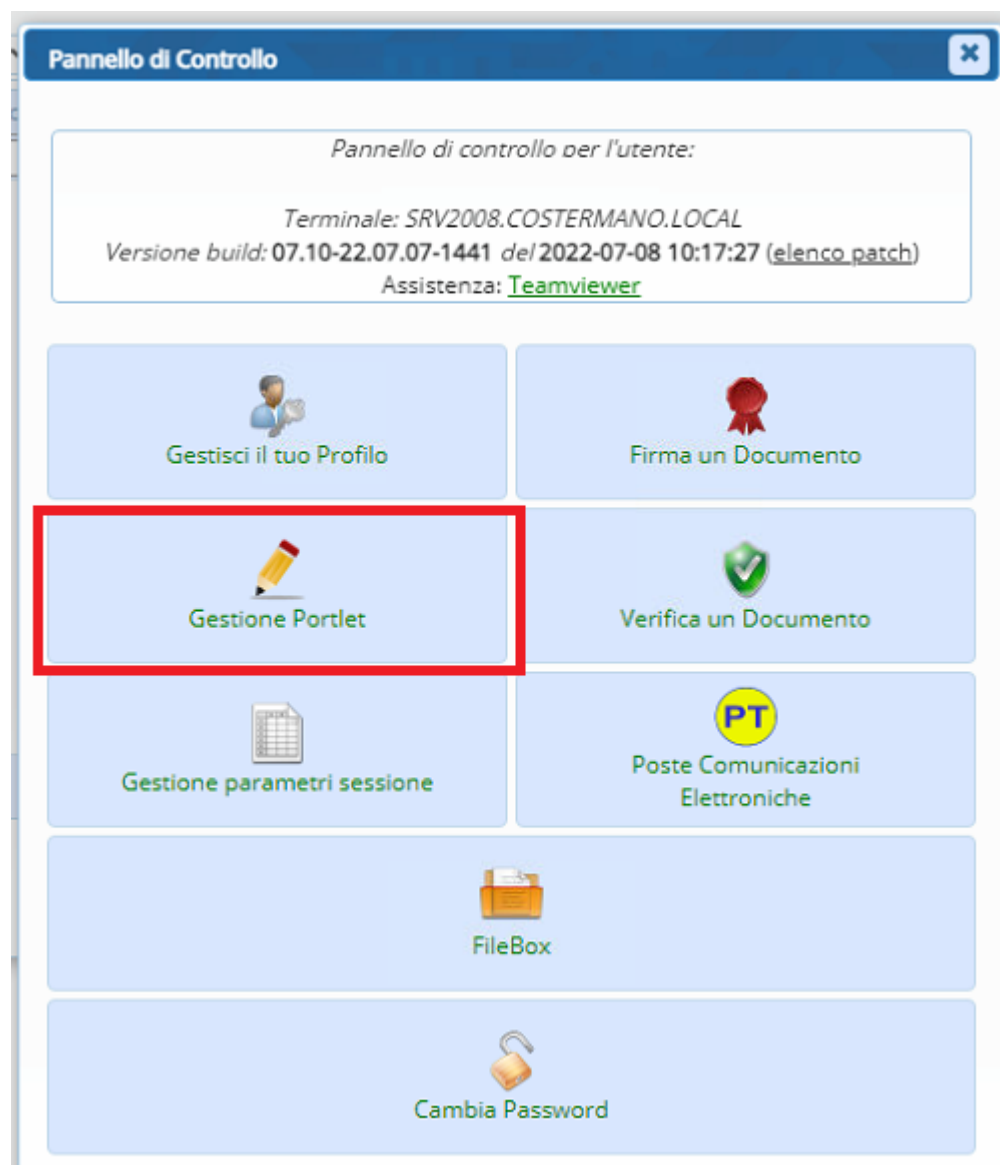 Pannello di Controllo
Pannello di controllo per l'utente:
Terminale: SRV2008.COSTERMANO.LOCAL
Versione build: 07.10-22.07.07-1441 del 2022-07-08 10:17:27 (elenco patch)
Assistenza: Teamviewer
Gestisci il tuo Profilo
Firma un Documento
Gestione Portlet
Verifica un Documento
Gestione parametri sessione
PT
Poste Comunicazioni
Elettroniche
FileBox
Cambia Password